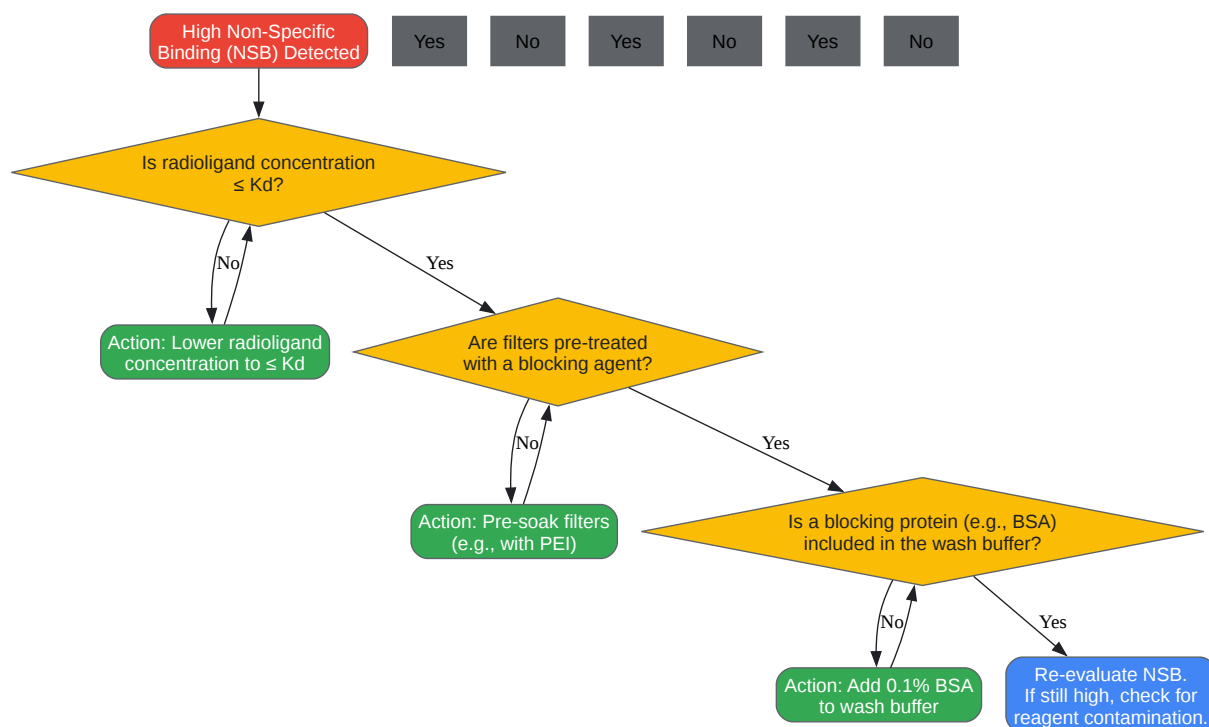 High Non-Specific
Binding (NSB) Detected
Yes
No
Yes
No
Yes
No
Is radioligand concentration
≤ Kd?
No
Yes
Action: Lower radioligand
concentration to ≤ Kd
Are filters pre-treated
with a blocking agent?
No
Yes
Action: Pre-soak filters
(e.g., with PEI)
Is a blocking protein (e.g., BSA)
included in the wash buffer?
No
Yes
Action: Add 0.1% BSA
to wash buffer
Re-evaluate NSB.
If still high, check for
reagent contamination.